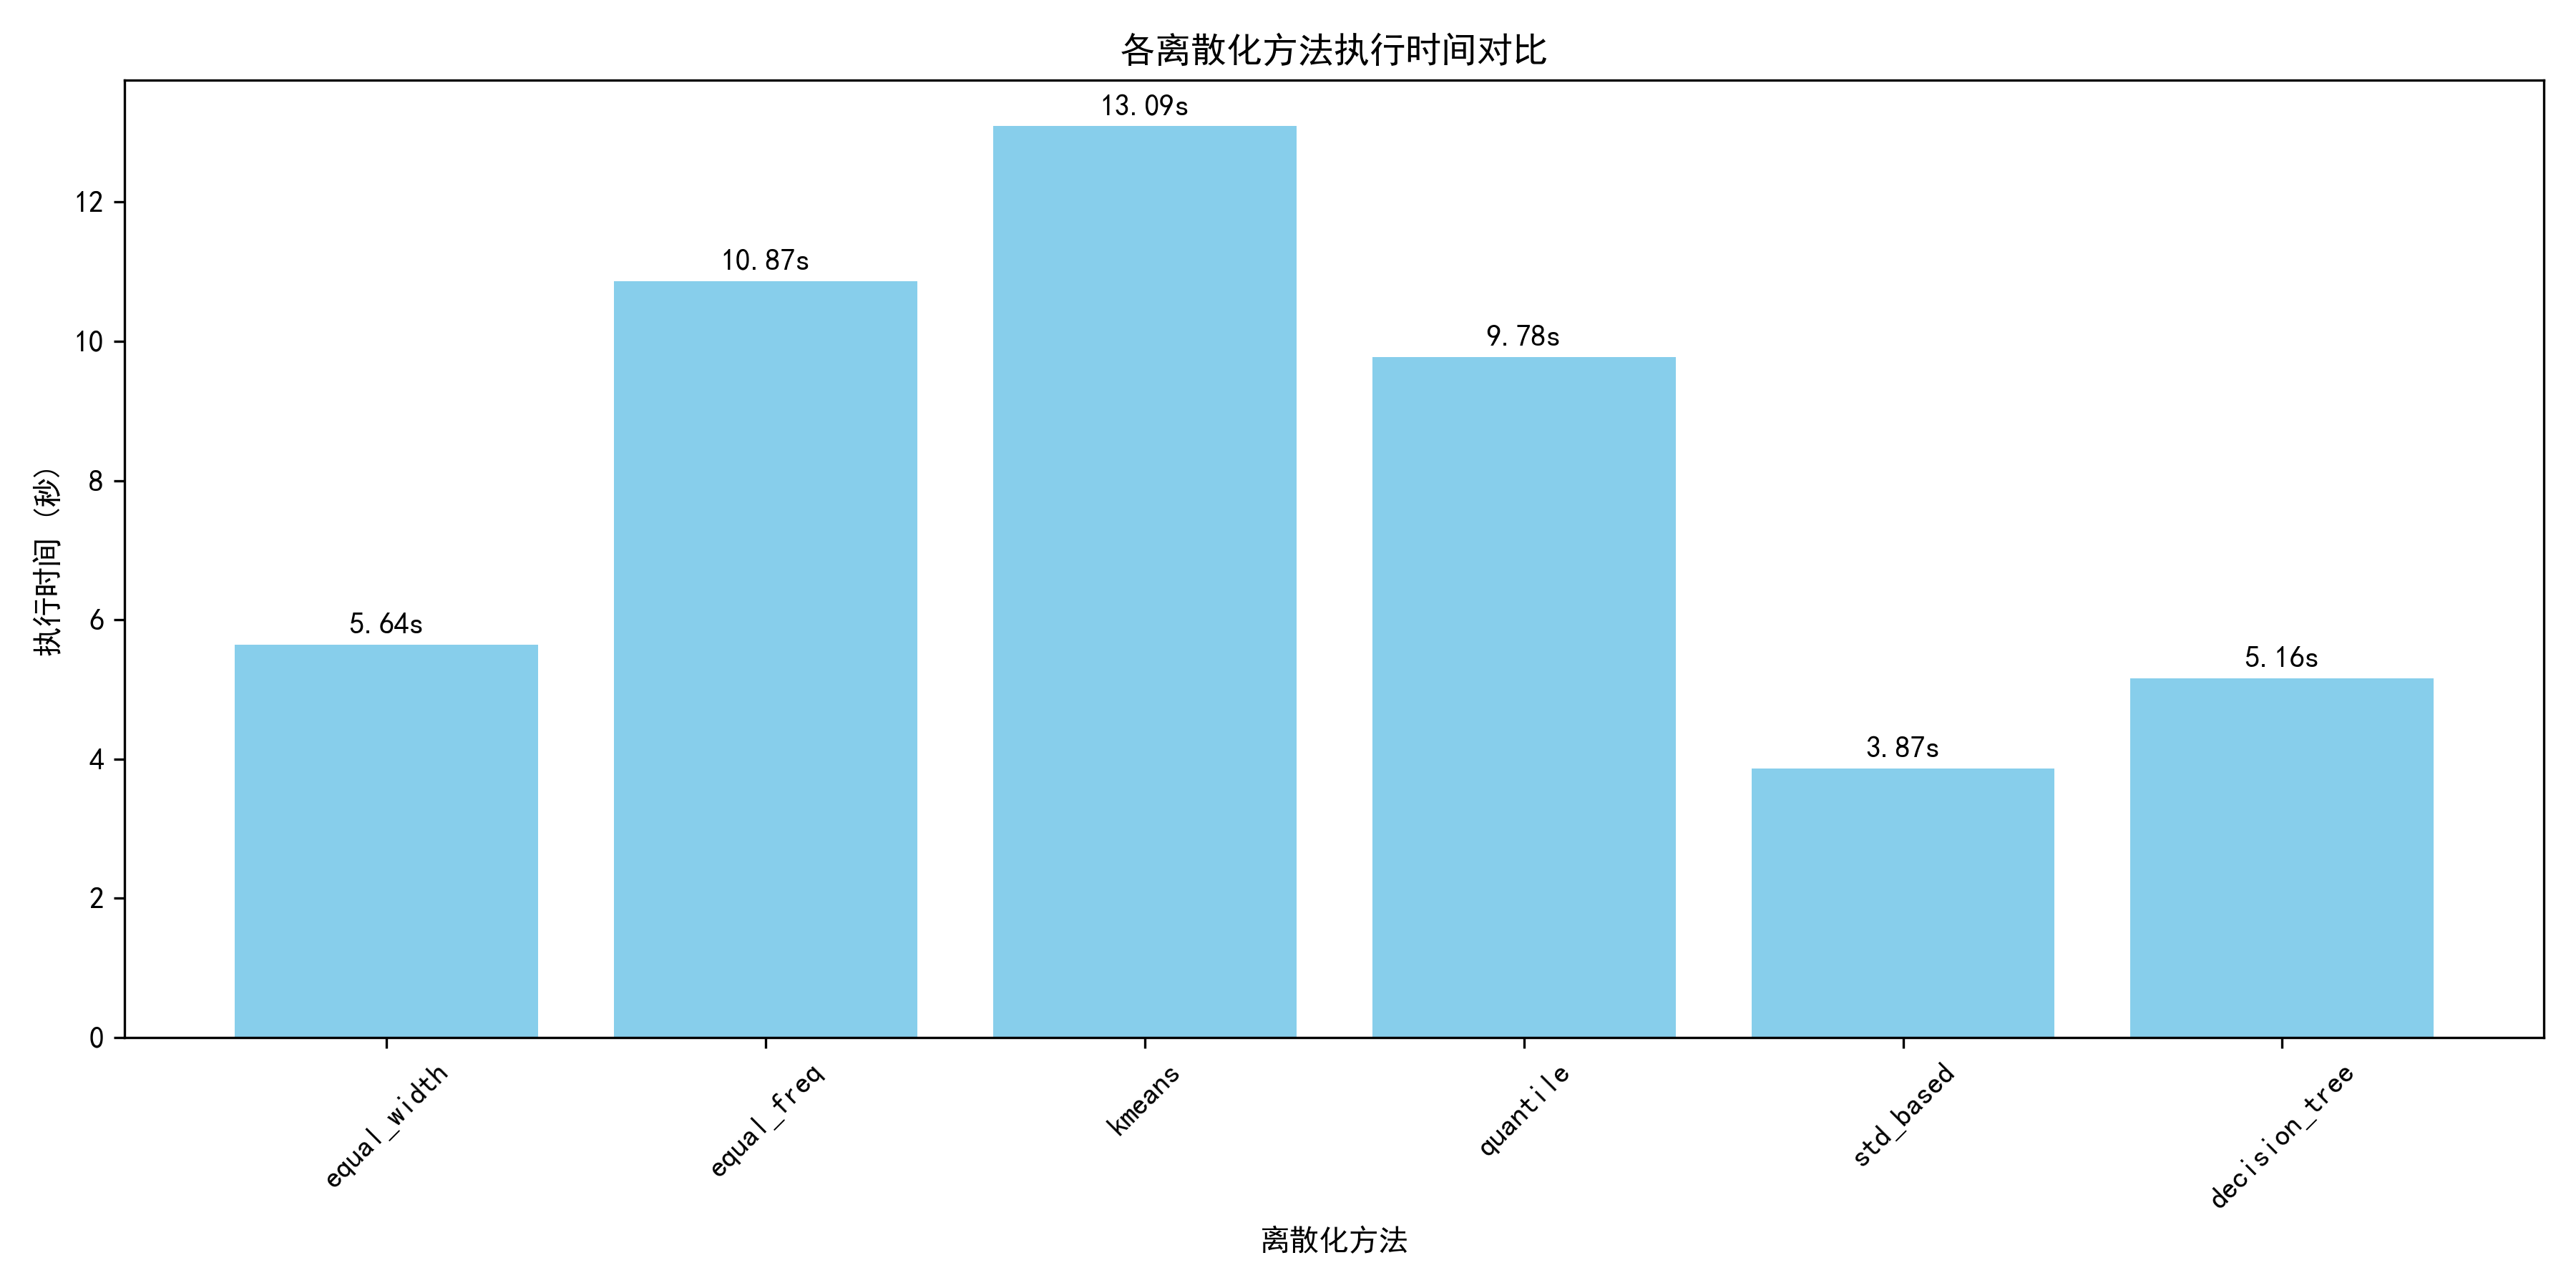 各离散化方法执行时间对比
13.09s
12
10.87s
10
9.78s
8
执行时间 (秒)
6
5.64s
5.16s
4
3.87s
2
0
equal_width
equal_freq
kmeans
quantile
std_based
decision_tree
离散化方法